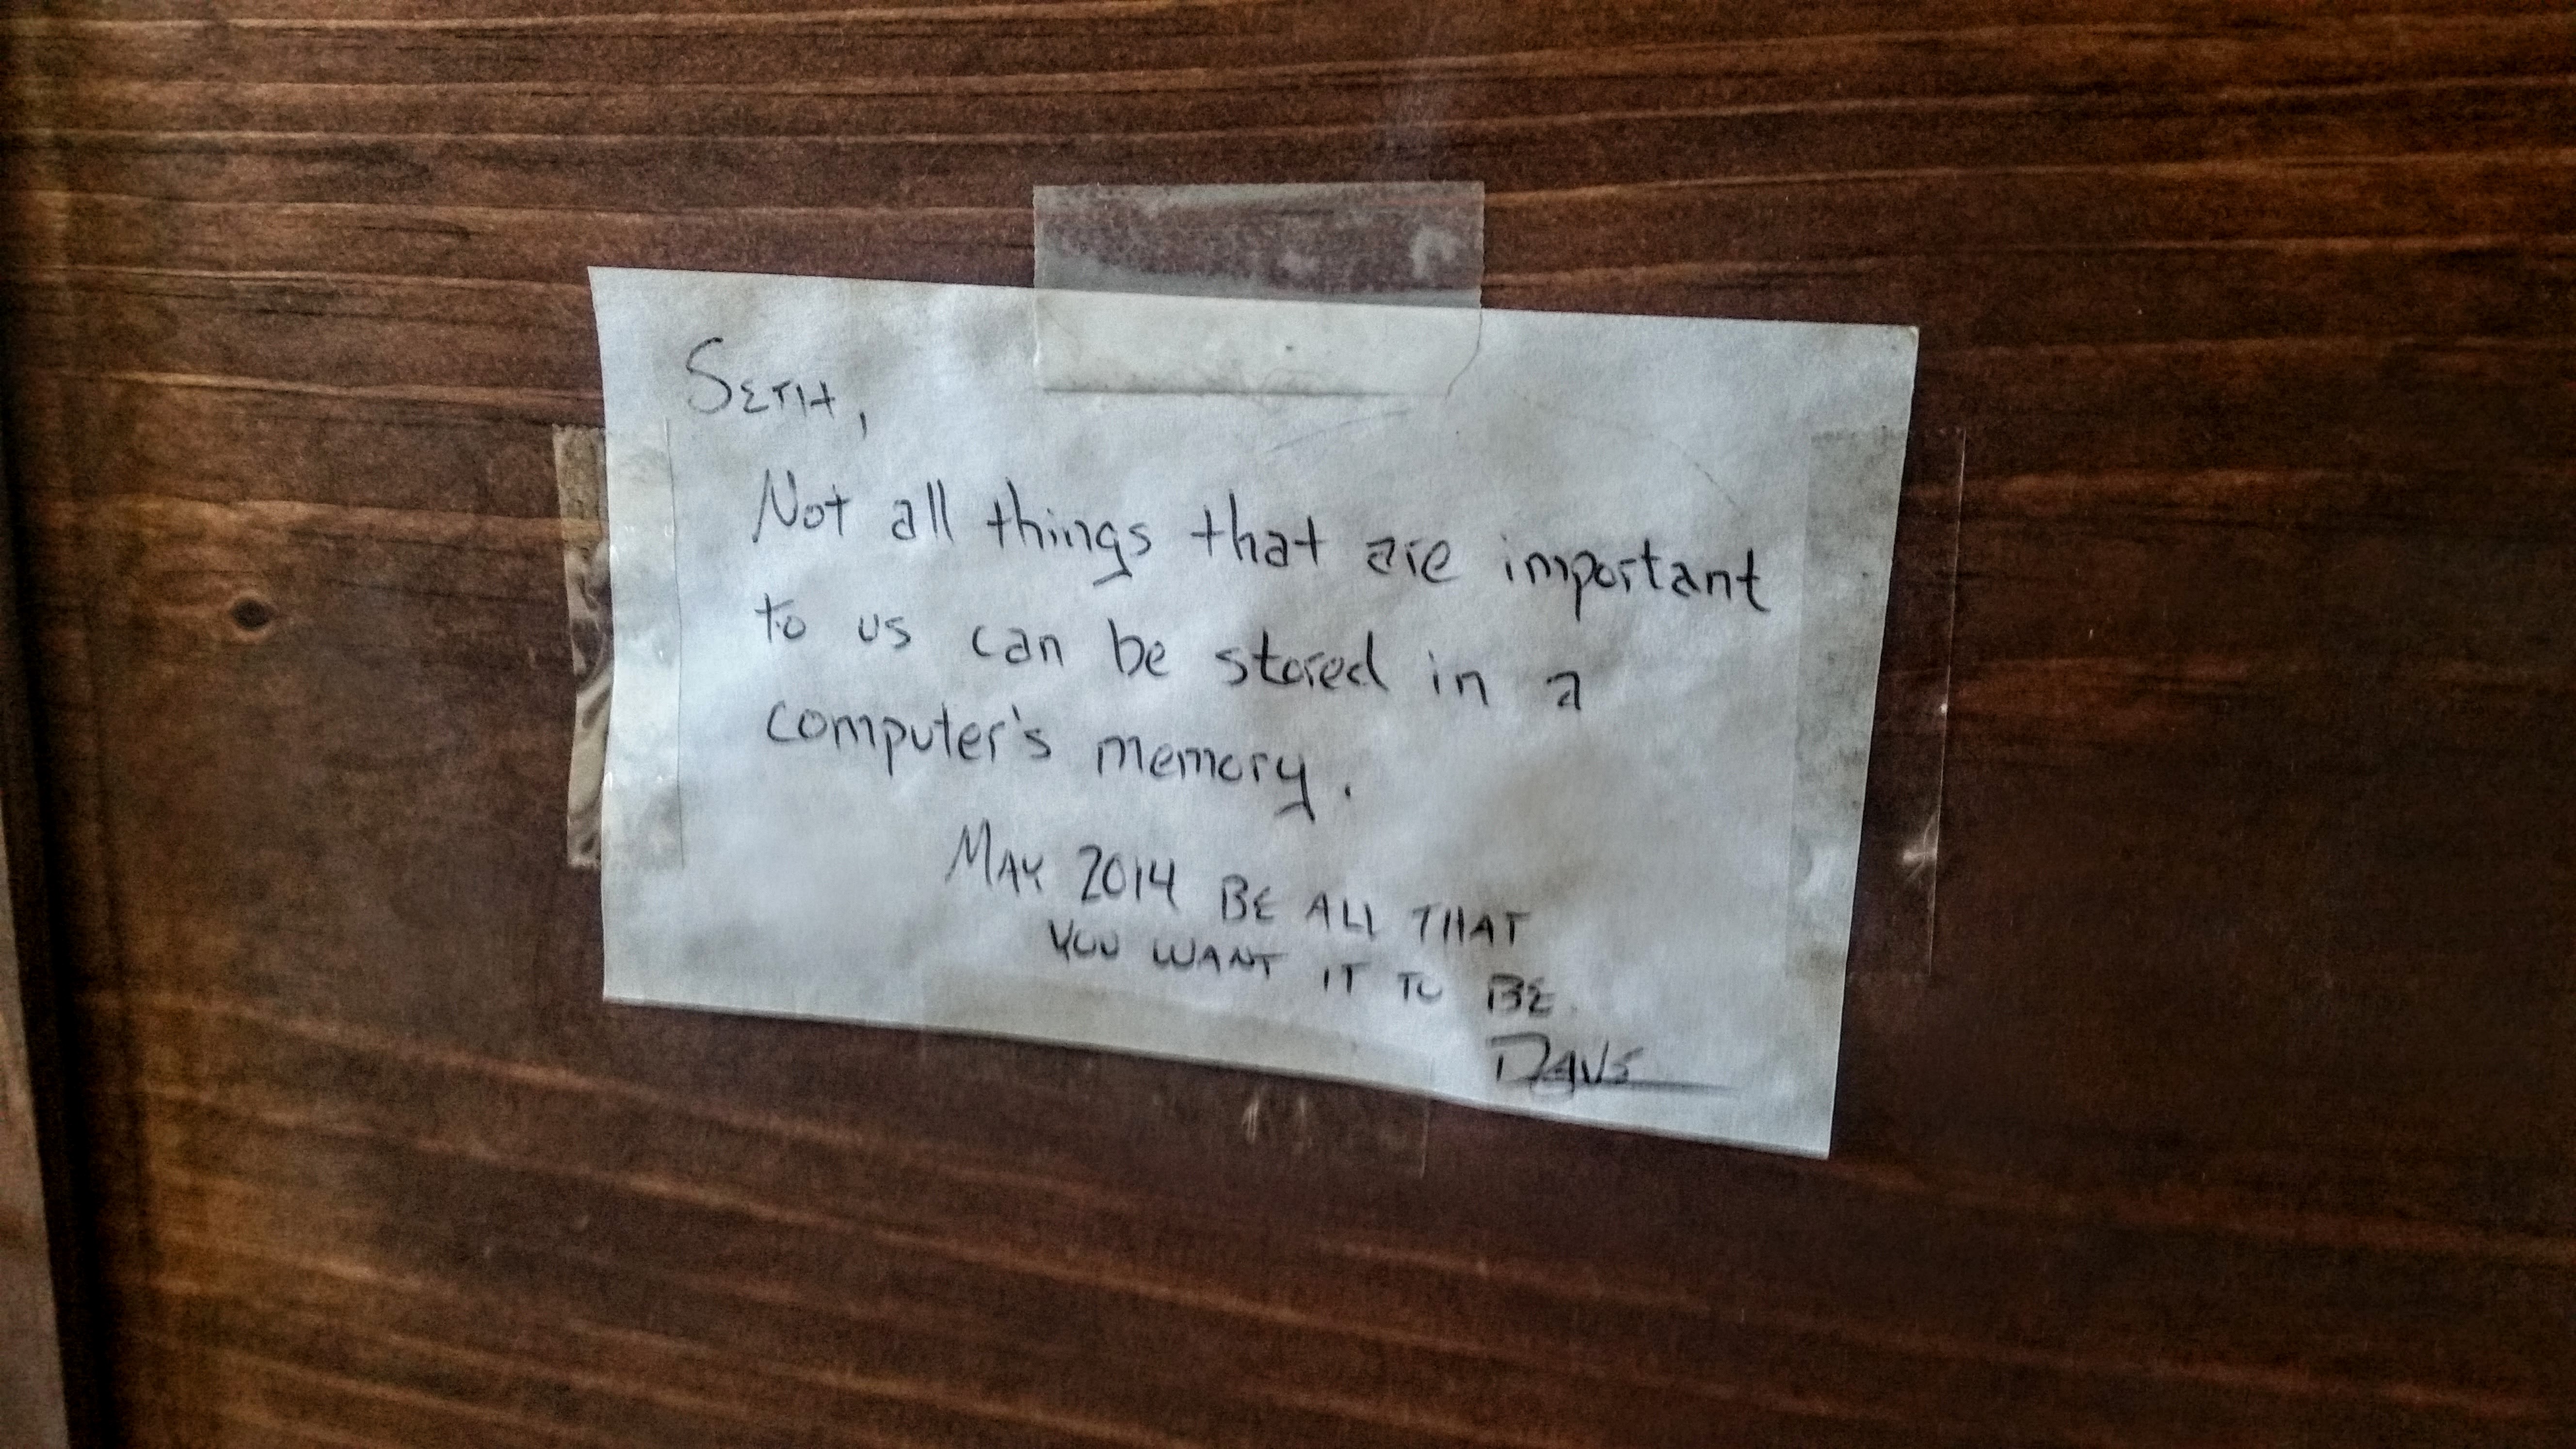 SETH,
Not all things that are important
to us can be stored in a
computer's memory.
MAY 2014 BE ALL THAT
YOU WANT IT TO BE.
DAVE